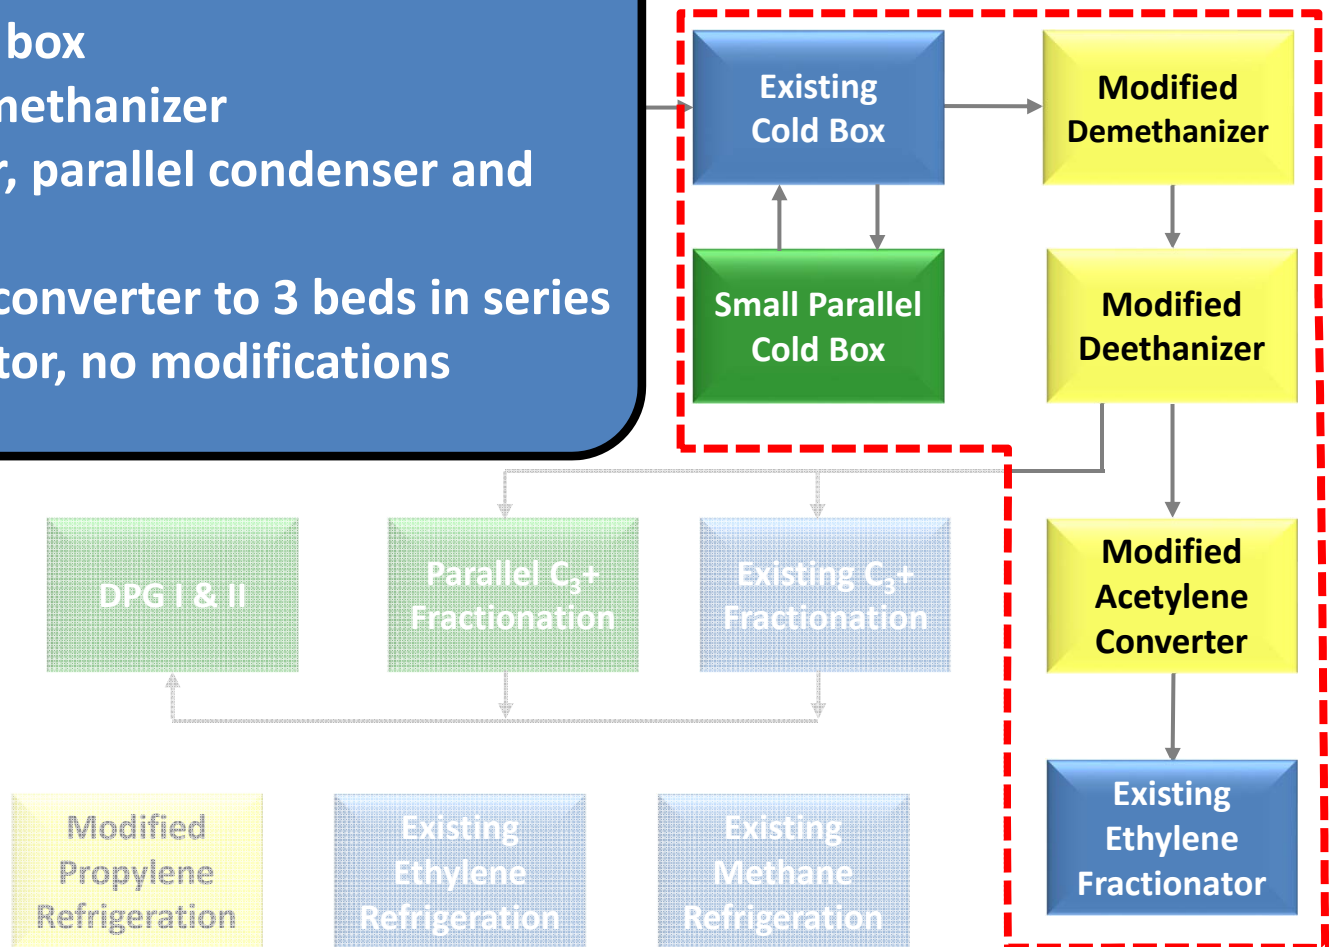 box
methanizer
r, parallel condenser and
converter to 3 beds in series
tor, no modifications
Existing
Cold Box
Modified
Demethanizer
Small Parallel
Cold Box
Modified
Deethanizer
DPG I & II
Parallel C₃+
Fractionation
Existing C₃+
Fractionation
Modified
Acetylene
Converter
Modified
Propylene
Refrigeration
Existing
Ethylene
Refrigeration
Existing
Methane
Refrigeration
Existing
Ethylene
Fractionator